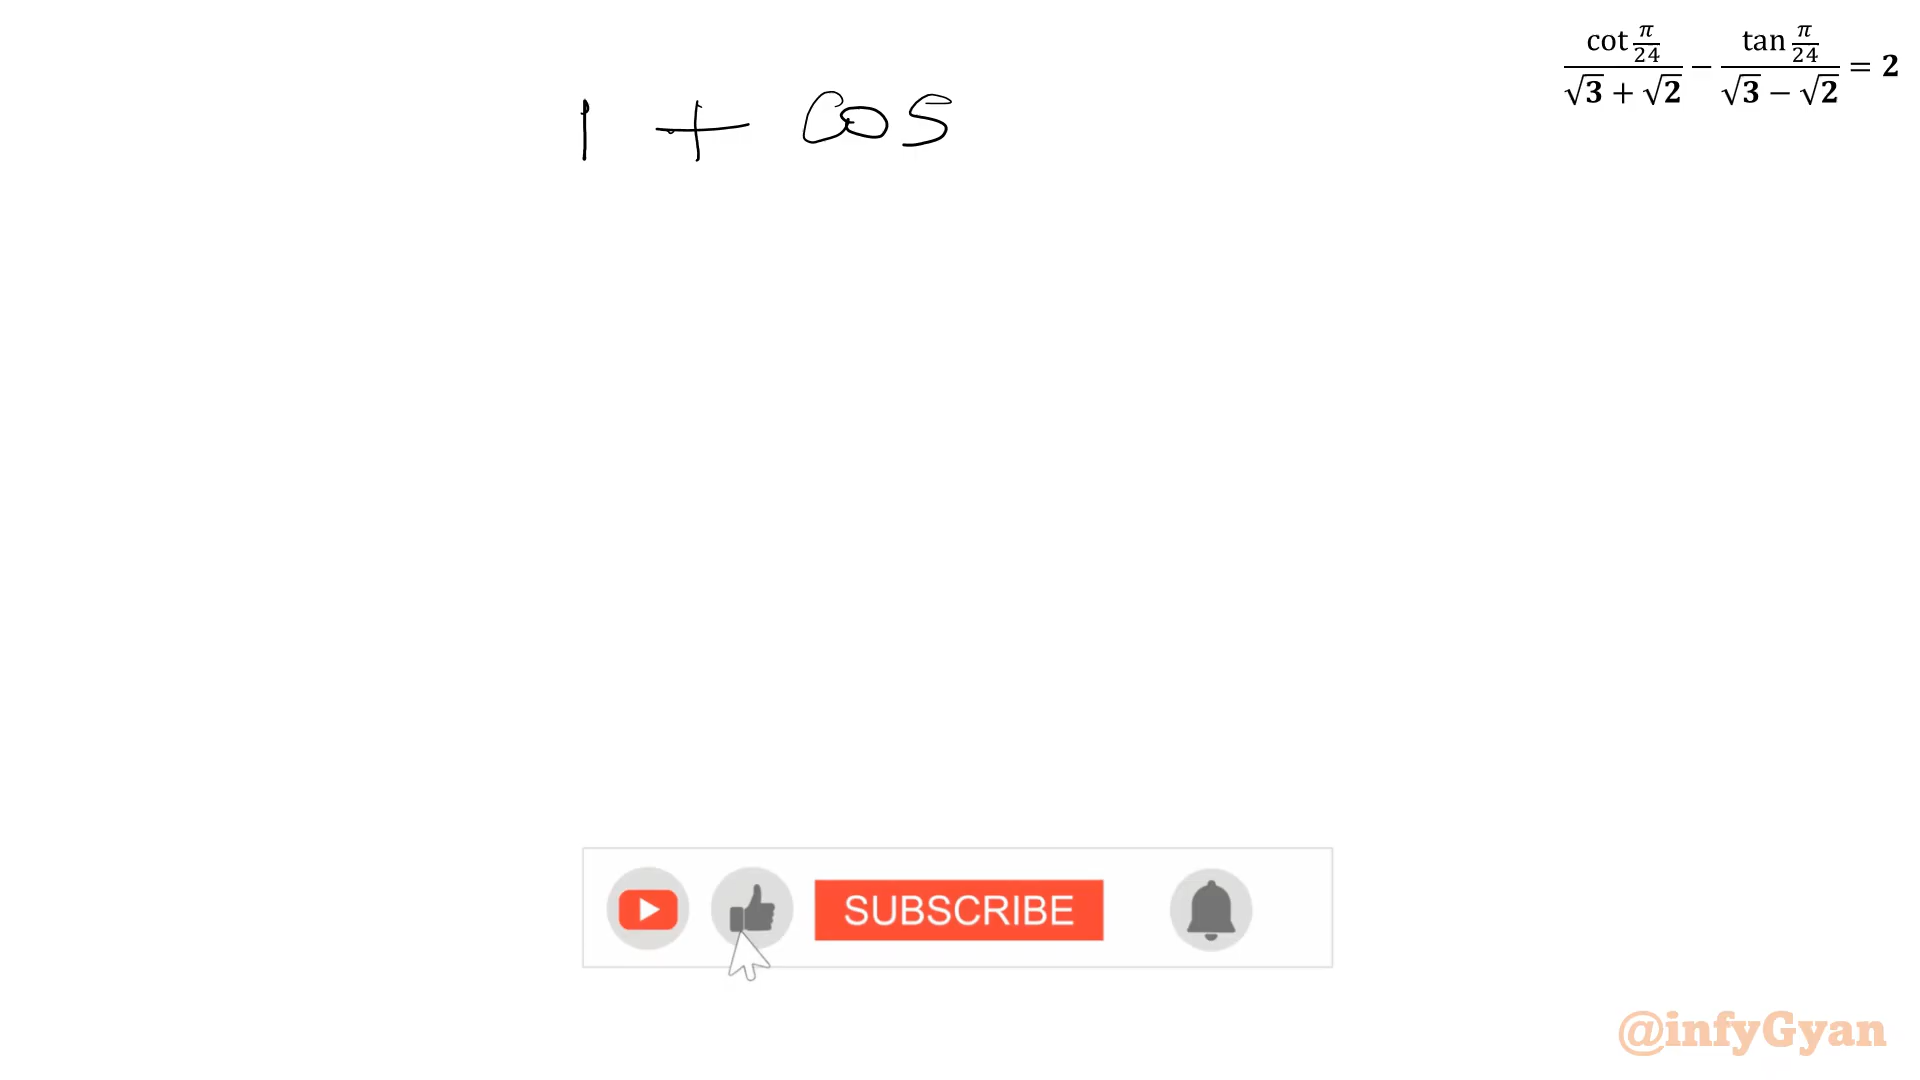 cot π/24 / (√3 + √2) − tan π/24 / (√3 − √2) = 2
1 + cos
SUBSCRIBE
@infyGyan